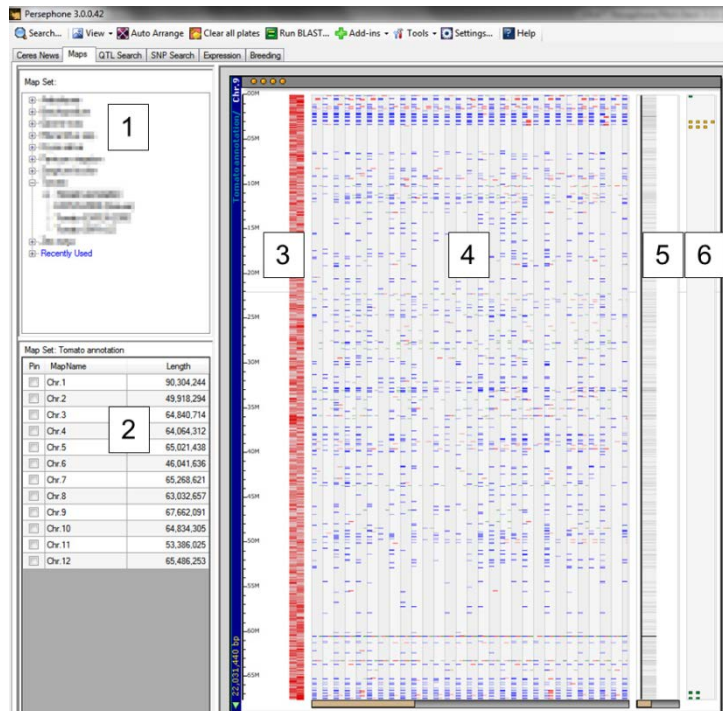 Persephone 3.0.0.42
Search... View Auto Arrange Clear all plates Run BLAST... Add-ins Tools Settings... Help
Ceres News Maps QTL Search SNP Search Expression Breeding
Map Set:
1
Recently Used
Map Set: Tomato annotation
Pin MapName Length
Chr.1 90,304,244
Chr.2 49,918,294
Chr.3 64,840,714
Chr.4 64,064,312
Chr.5 65,021,438
Chr.6 46,041,636
Chr.7 65,268,621
Chr.8 63,032,657
Chr.9 67,662,091
Chr.10 64,834,305
Chr.11 53,386,025
Chr.12 65,486,253
2
Tomato annotation/ Chr.9
22,031,440 bp
00M
05M
10M
15M
20M
25M
30M
35M
40M
45M
50M
55M
60M
65M
3
4
5
6